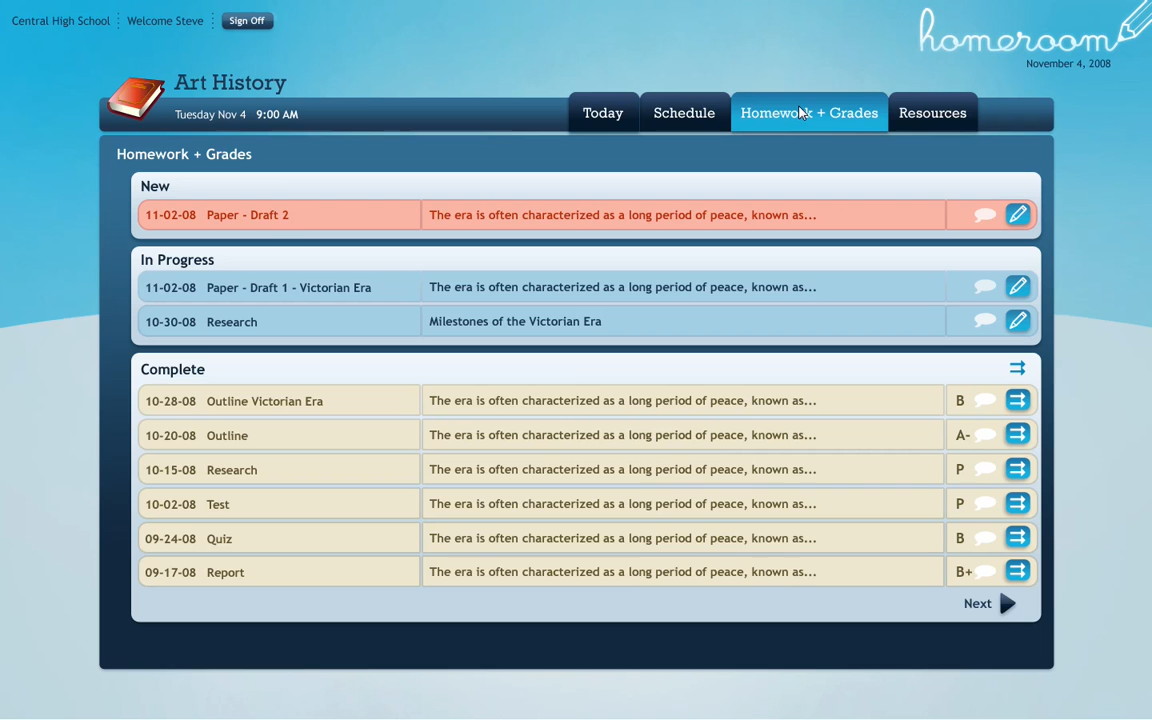 Central High School Welcome Steve Sign Off
homeroom
November 4, 2008
Art History
Tuesday Nov 4 9:00 AM
Today Schedule Homework + Grades Resources
Homework + Grades
New
11-02-08 Paper - Draft 2 The era is often characterized as a long period of peace, known as...
In Progress
11-02-08 Paper - Draft 1 - Victorian Era The era is often characterized as a long period of peace, known as...
10-30-08 Research Milestones of the Victorian Era
Complete
10-28-08 Outline Victorian Era The era is often characterized as a long period of peace, known as... B
10-20-08 Outline The era is often characterized as a long period of peace, known as... A-
10-15-08 Research The era is often characterized as a long period of peace, known as... P
10-02-08 Test The era is often characterized as a long period of peace, known as... P
09-24-08 Quiz The era is often characterized as a long period of peace, known as... B
09-17-08 Report The era is often characterized as a long period of peace, known as... B+
Next